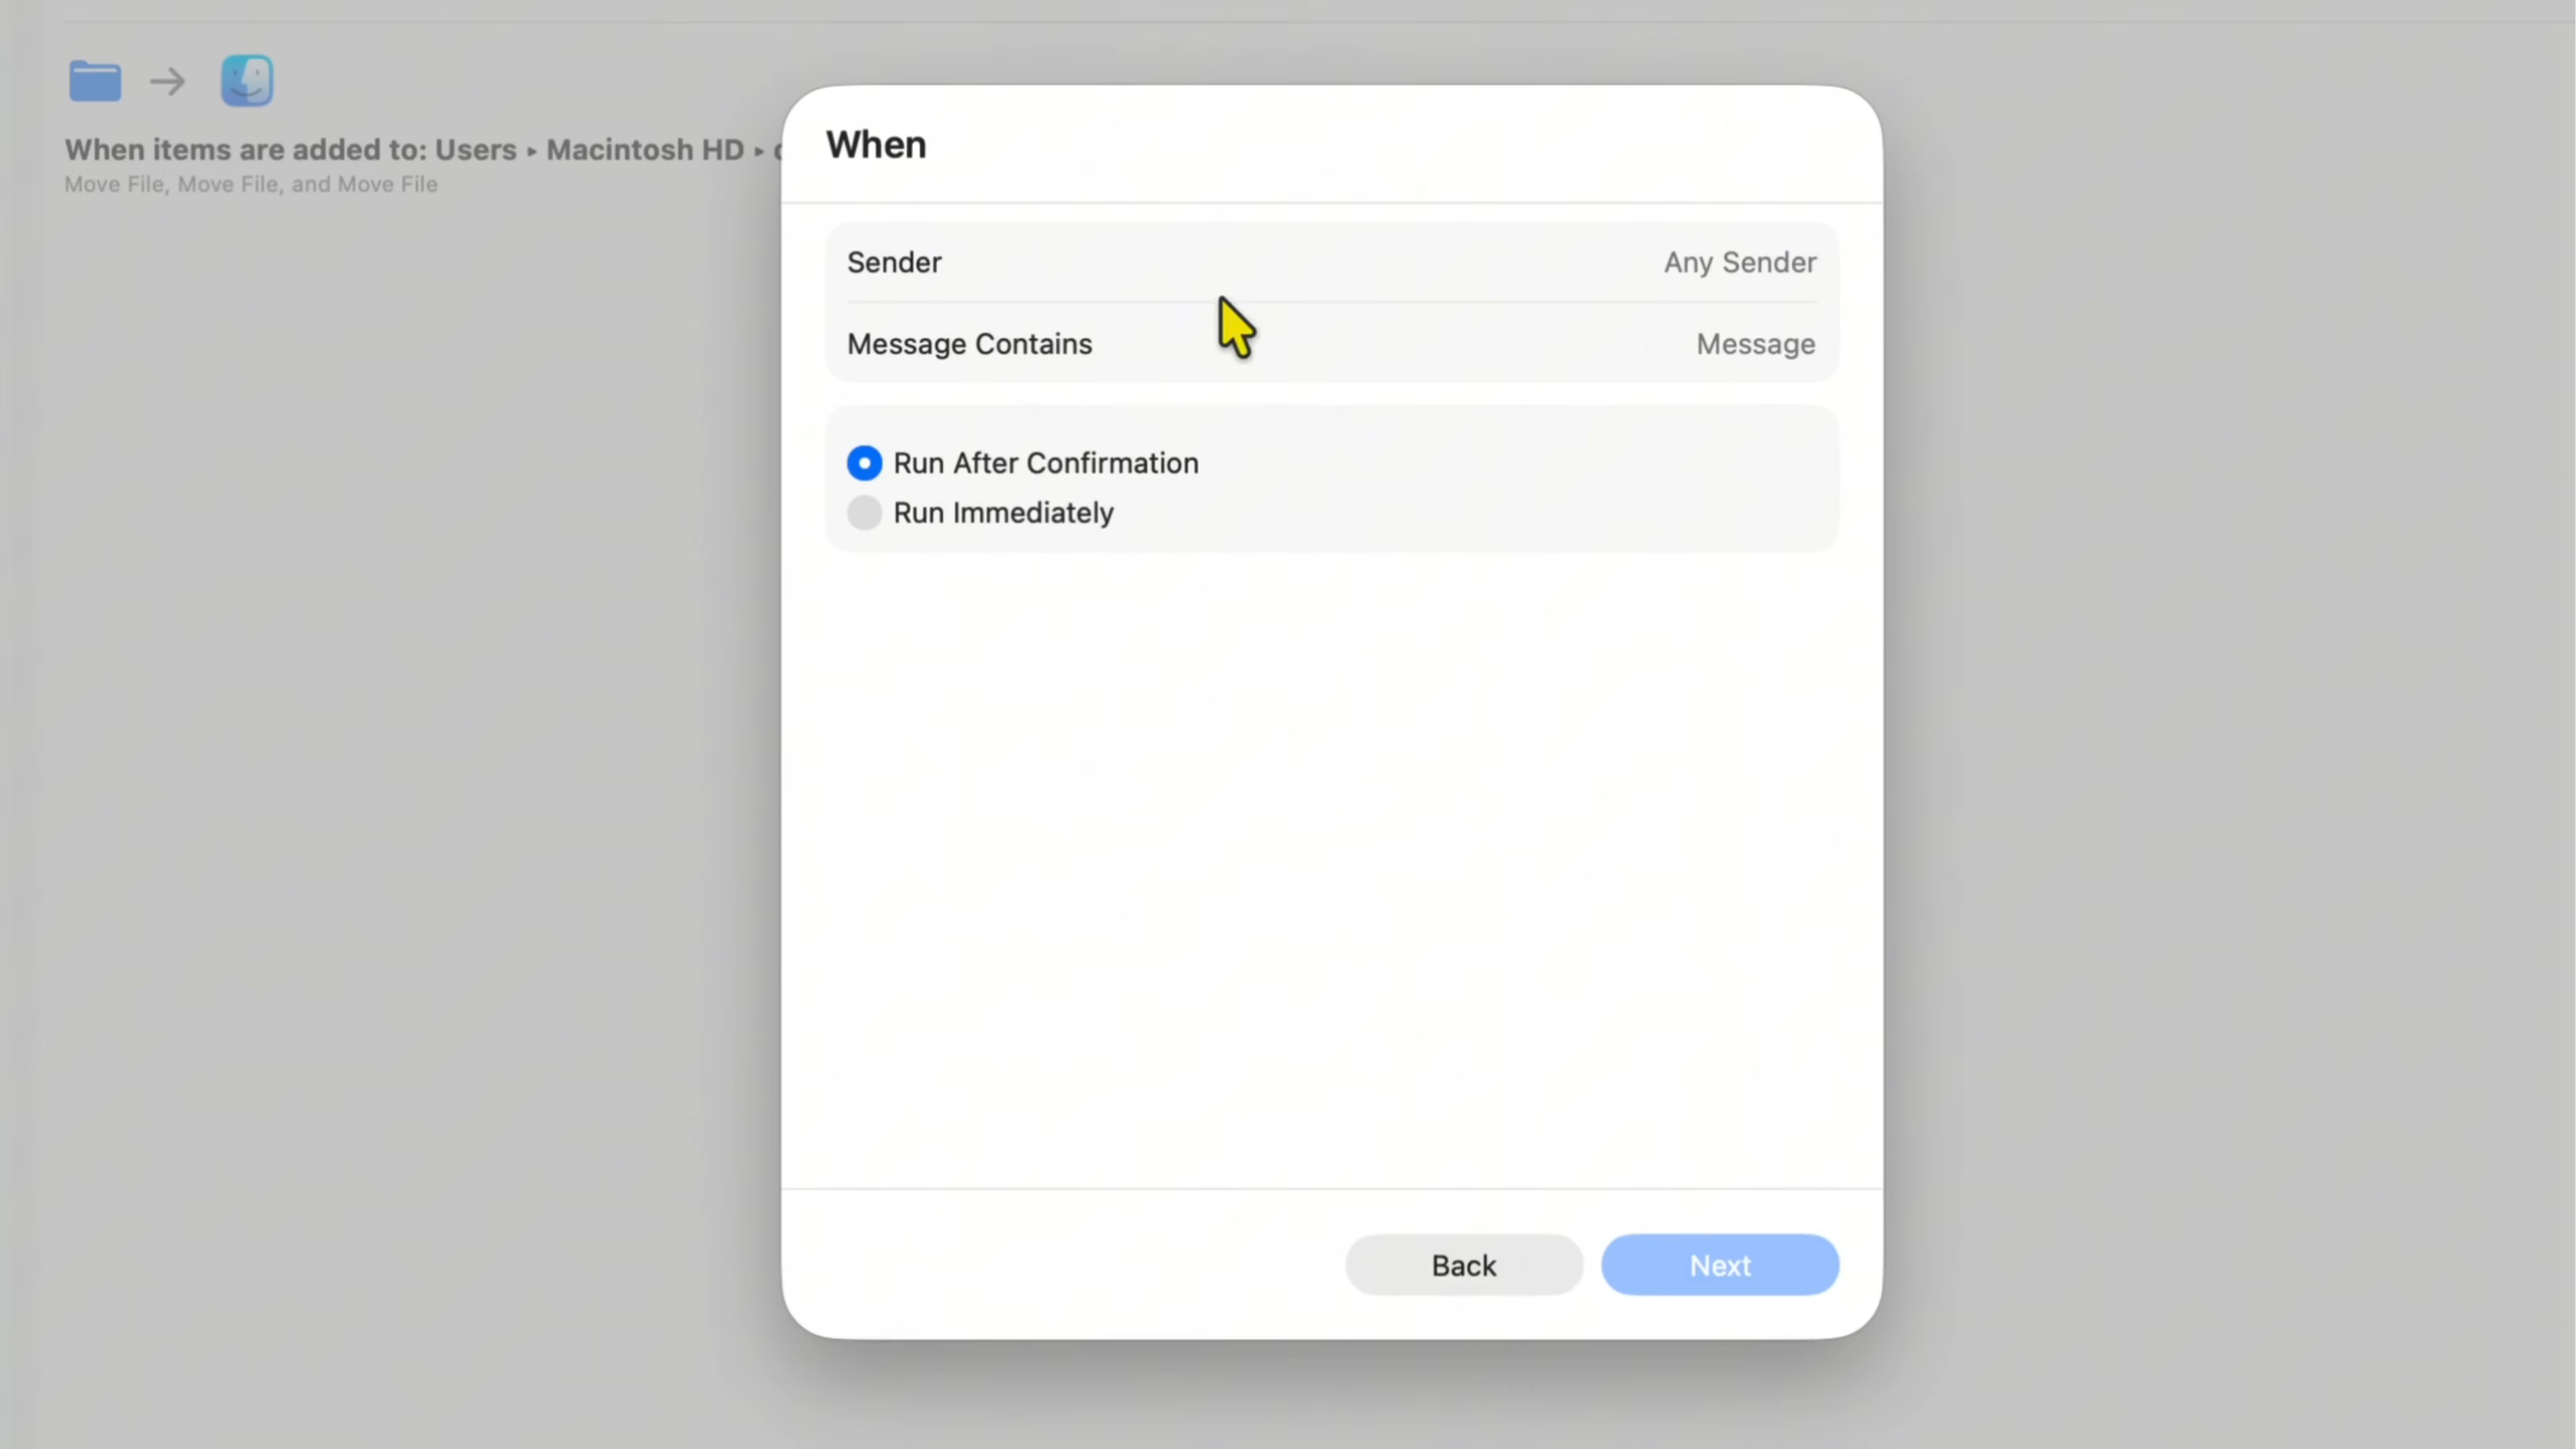 When items are added to: Users ▸ Macintosh HD ▸
Move File, Move File, and Move File
When
Sender Any Sender
Message Contains Message
Run After Confirmation
Run Immediately
Back Next